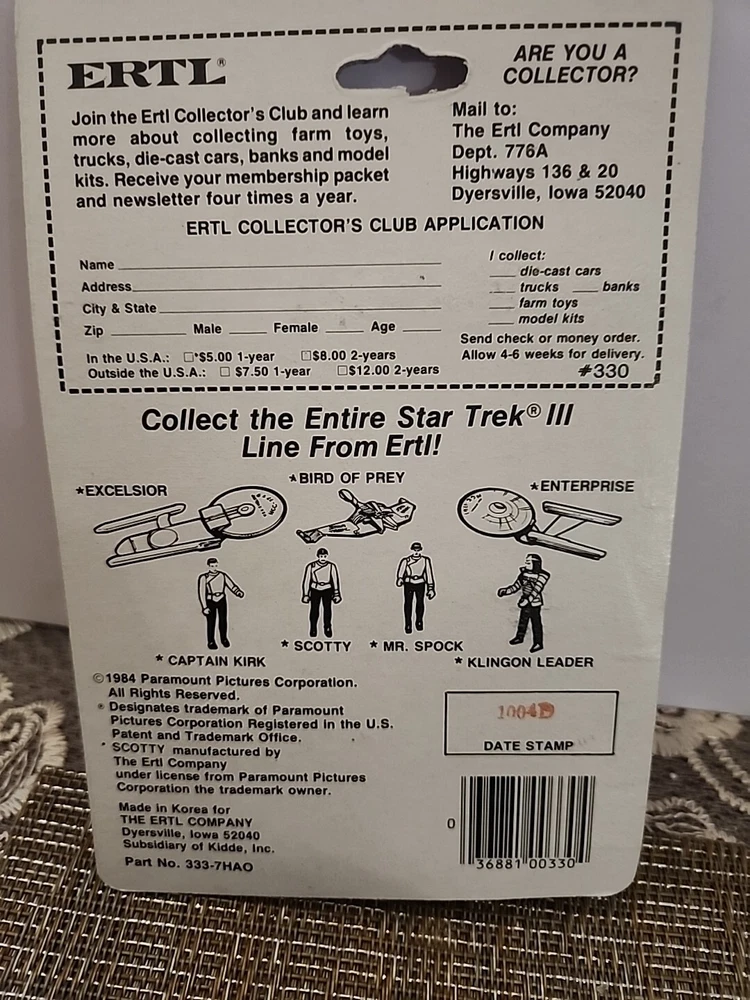 ERTL®
ARE YOU A
COLLECTOR?
Join the Ertl Collector's Club and learn
more about collecting farm toys,
trucks, die-cast cars, banks and model
kits. Receive your membership packet
and newsletter four times a year.
Mail to:
The Ertl Company
Dept. 776A
Highways 136 & 20
Dyersville, Iowa 52040
ERTL COLLECTOR'S CLUB APPLICATION
Name
Address
City & State
Zip Male Female Age
I collect:
die-cast cars
trucks banks
farm toys
model kits
Send check or money order.
Allow 4-6 weeks for delivery.
#330
In the U.S.A.: $5.00 1-year $8.00 2-years
Outside the U.S.A.: $7.50 1-year $12.00 2-years
Collect the Entire Star Trek® III
Line From Ertl!
*EXCELSIOR
*BIRD OF PREY
*ENTERPRISE
* CAPTAIN KIRK
* SCOTTY
* MR. SPOCK
* KLINGON LEADER
©1984 Paramount Pictures Corporation.
All Rights Reserved.
* Designates trademark of Paramount
Pictures Corporation Registered in the U.S.
Patent and Trademark Office.
* SCOTTY manufactured by
The Ertl Company
under license from Paramount Pictures
Corporation the trademark owner.
Made in Korea for
THE ERTL COMPANY
Dyersville, Iowa 52040
Subsidiary of Kidde, Inc.
Part No. 333-7HAO
1004D
DATE STAMP
0 36881 00330